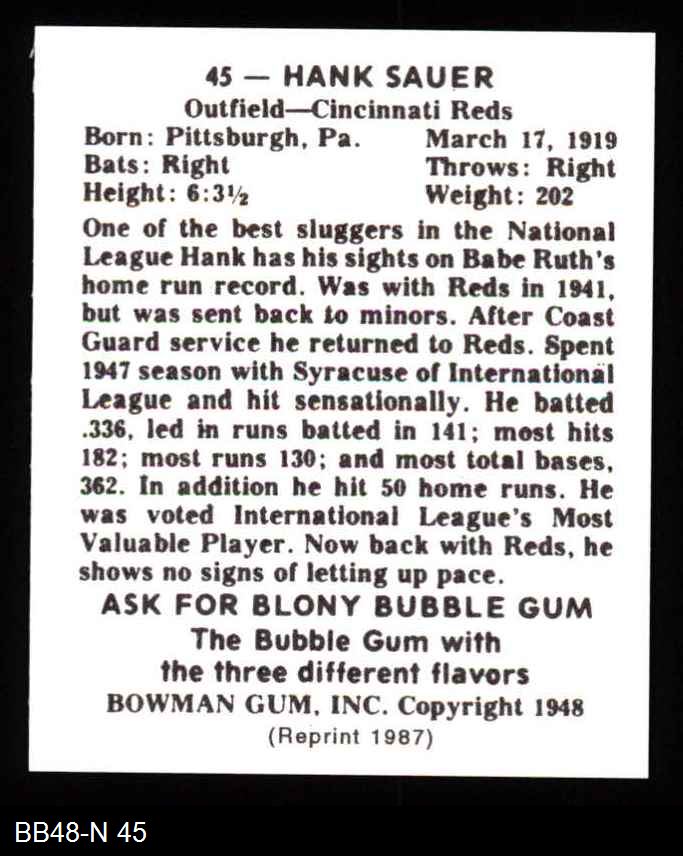 45 — HANK SAUER
Outfield—Cincinnati Reds
Born: Pittsburgh, Pa. March 17, 1919
Bats: Right Throws: Right
Height: 6:3½ Weight: 202
One of the best sluggers in the National
League Hank has his sights on Babe Ruth's
home run record. Was with Reds in 1941,
but was sent back to minors. After Coast
Guard service he returned to Reds. Spent
1947 season with Syracuse of International
League and hit sensationally. He batted
.336, led in runs batted in 141; most hits
182; most runs 130; and most total bases,
362. In addition he hit 50 home runs. He
was voted International League's Most
Valuable Player. Now back with Reds, he
shows no signs of letting up pace.
ASK FOR BLONY BUBBLE GUM
The Bubble Gum with
the three different flavors
BOWMAN GUM, INC. Copyright 1948
(Reprint 1987)
BB48-N 45